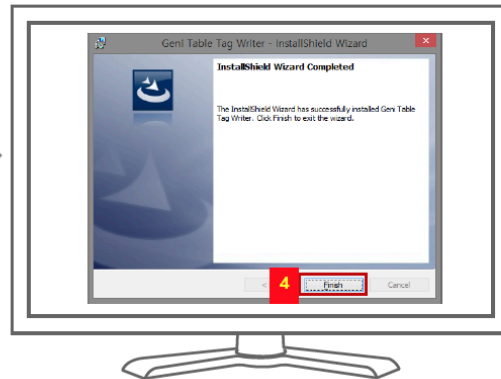 Geni Table Tag Writer - InstallShield Wizard
InstallShield Wizard Completed
The InstallShield Wizard has successfully installed Geni Table
Tag Writer. Click Finish to exit the wizard.
< 4 Finish Cancel